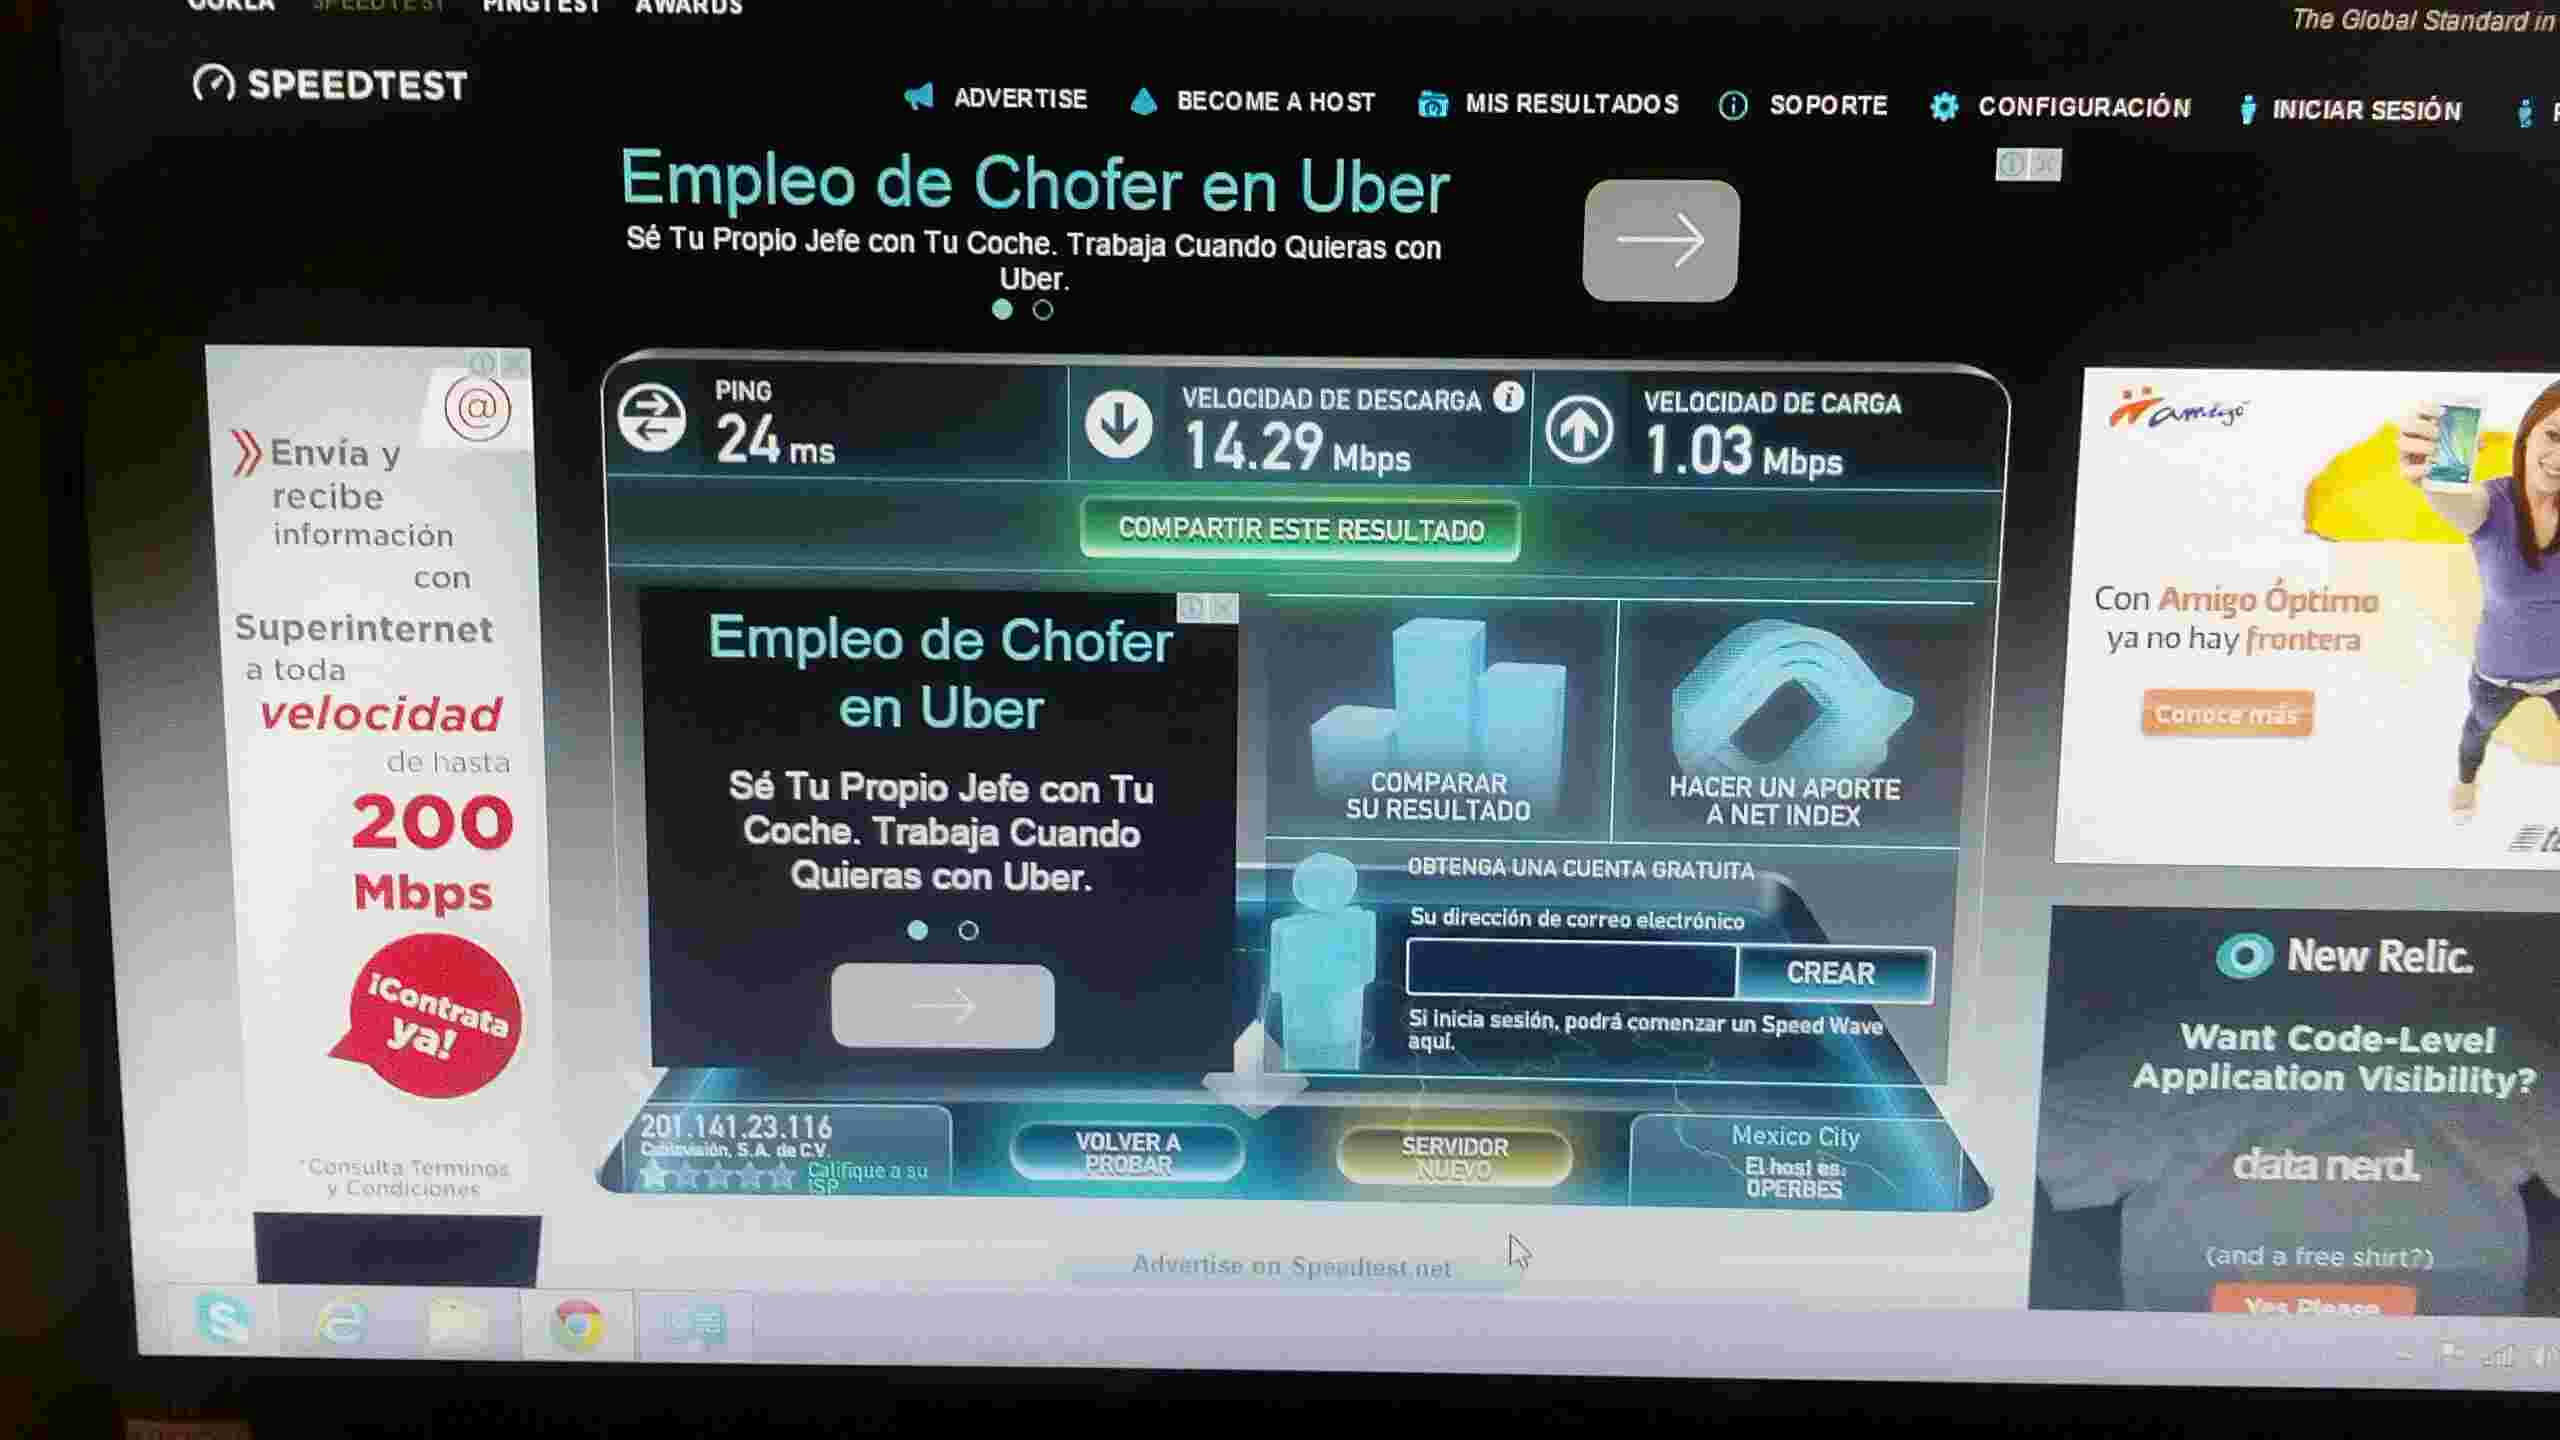 OOKLA SPEEDTEST PINGTEST AWARDS
The Global Standard in
SPEEDTEST
ADVERTISE BECOME A HOST MIS RESULTADOS SOPORTE CONFIGURACIÓN INICIAR SESIÓN
Empleo de Chofer en Uber
Sé Tu Propio Jefe con Tu Coche. Trabaja Cuando Quieras con
Uber.
PING
24 ms
VELOCIDAD DE DESCARGA
14.29 Mbps
VELOCIDAD DE CARGA
1.03 Mbps
COMPARTIR ESTE RESULTADO
@
Envía y
recibe
información
con
Superinternet
a toda
velocidad
de hasta
200
Mbps
¡Contrata
ya!
*Consulta Terminos
y Condiciones
Empleo de Chofer
en Uber
Sé Tu Propio Jefe con Tu
Coche. Trabaja Cuando
Quieras con Uber.
COMPARAR
SU RESULTADO
HACER UN APORTE
A NET INDEX
OBTENGA UNA CUENTA GRATUITA
Su dirección de correo electrónico
CREAR
Si inicia sesión, podrá comenzar un Speed Wave
aquí.
201.141.23.116
Cablevisión, S.A. de C.V.
Califique a su
ISP
VOLVER A
PROBAR
SERVIDOR
NUEVO
Mexico City
El host es:
OPERBES
Advertise on Speedtest.net
amigo
Con Amigo Óptimo
ya no hay frontera
Conoce más
New Relic.
Want Code-Level
Application Visibility?
data nerd.
(and a free shirt?)
Yes Please